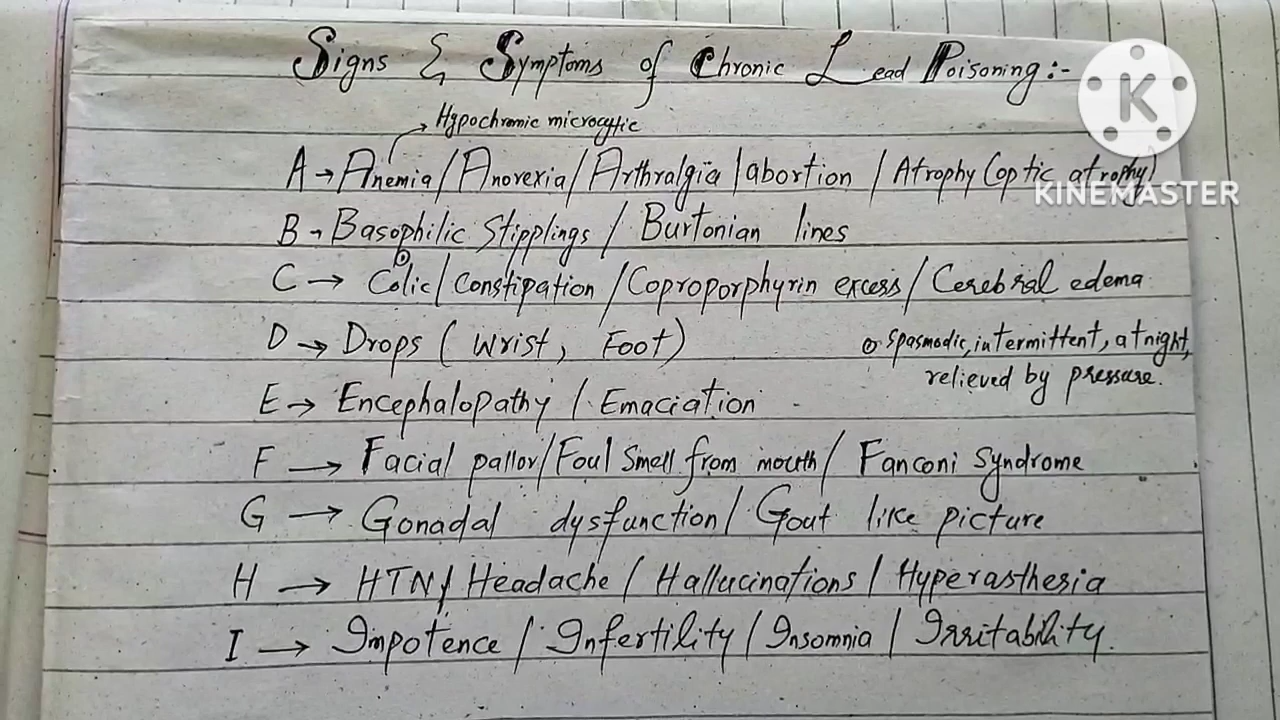 Signs & Symptoms of Chronic Lead Poisoning:-
Hypochromic microcytic
A → Anemia/Anorexia/Arthralgia/abortion / Atrophy (optic atrophy)
B → Basophilic Stipplings / Burtonian lines
C → Colic/Constipation /Coproporphyrin excess/ Cerebral edema
D → Drops ( Wrist, Foot)
spasmodic, intermittent, at night,
relieved by pressure.
E → Encephalopathy / Emaciation
F → Facial pallor/Foul Smell from mouth/ Fanconi Syndrome
G → Gonadal dysfunction/ Gout like picture
H → HTN/ Headache / Hallucinations / Hyperasthesia
I → Impotence / Infertility / Insomnia / Irritability.
K
KINEMASTER